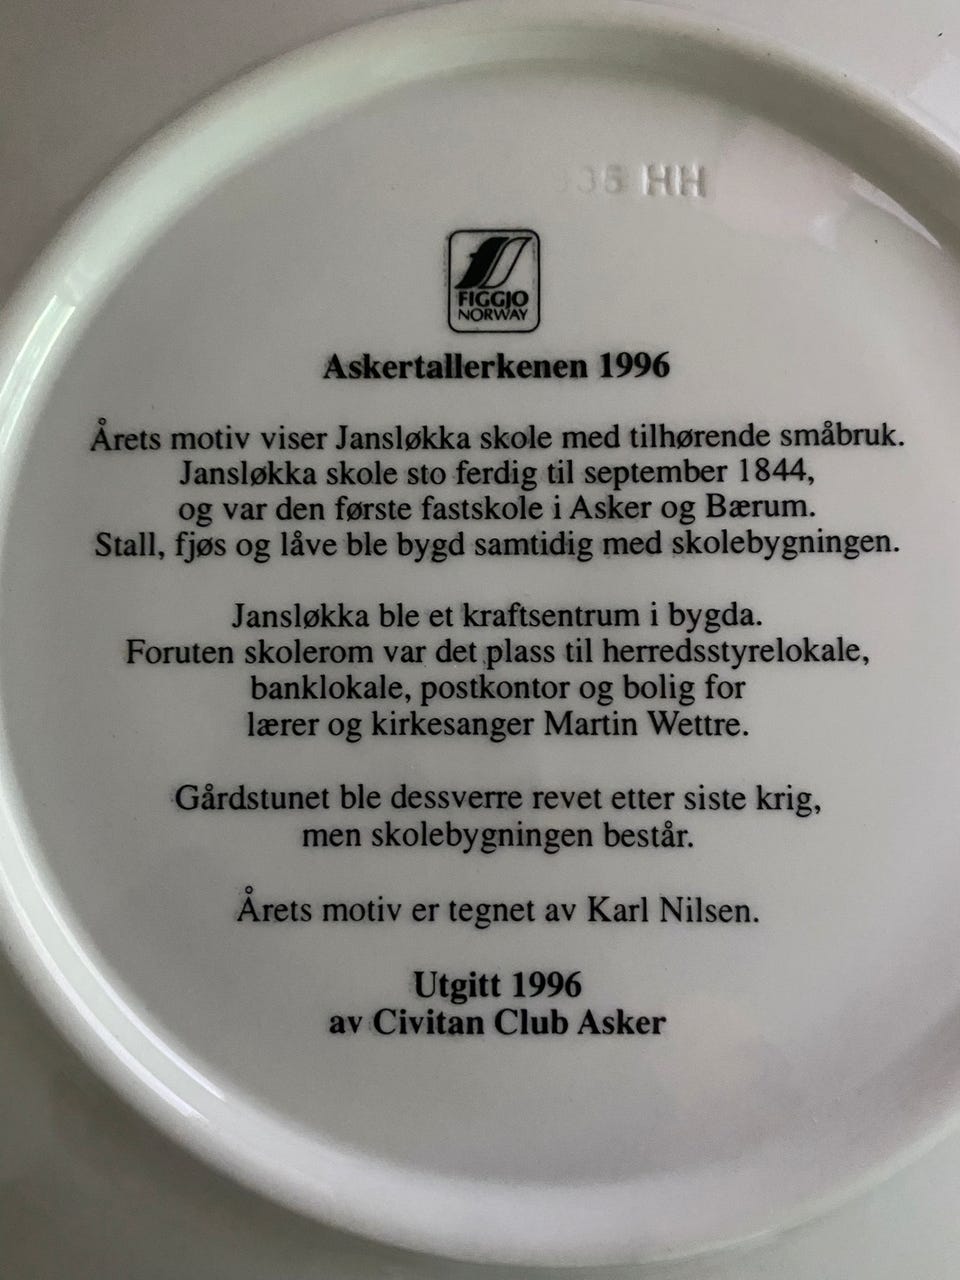 HH
FIGGJO
NORWAY
Askertallerkenen 1996
Årets motiv viser Jansløkka skole med tilhørende småbruk.
Jansløkka skole sto ferdig til september 1844,
og var den første fastskole i Asker og Bærum.
Stall, fjøs og låve ble bygd samtidig med skolebygningen.
Jansløkka ble et kraftsentrum i bygda.
Foruten skolerom var det plass til herredsstyrelokale,
banklokale, postkontor og bolig for
lærer og kirkesanger Martin Wettre.
Gårdstunet ble dessverre revet etter siste krig,
men skolebygningen består.
Årets motiv er tegnet av Karl Nilsen.
Utgitt 1996
av Civitan Club Asker